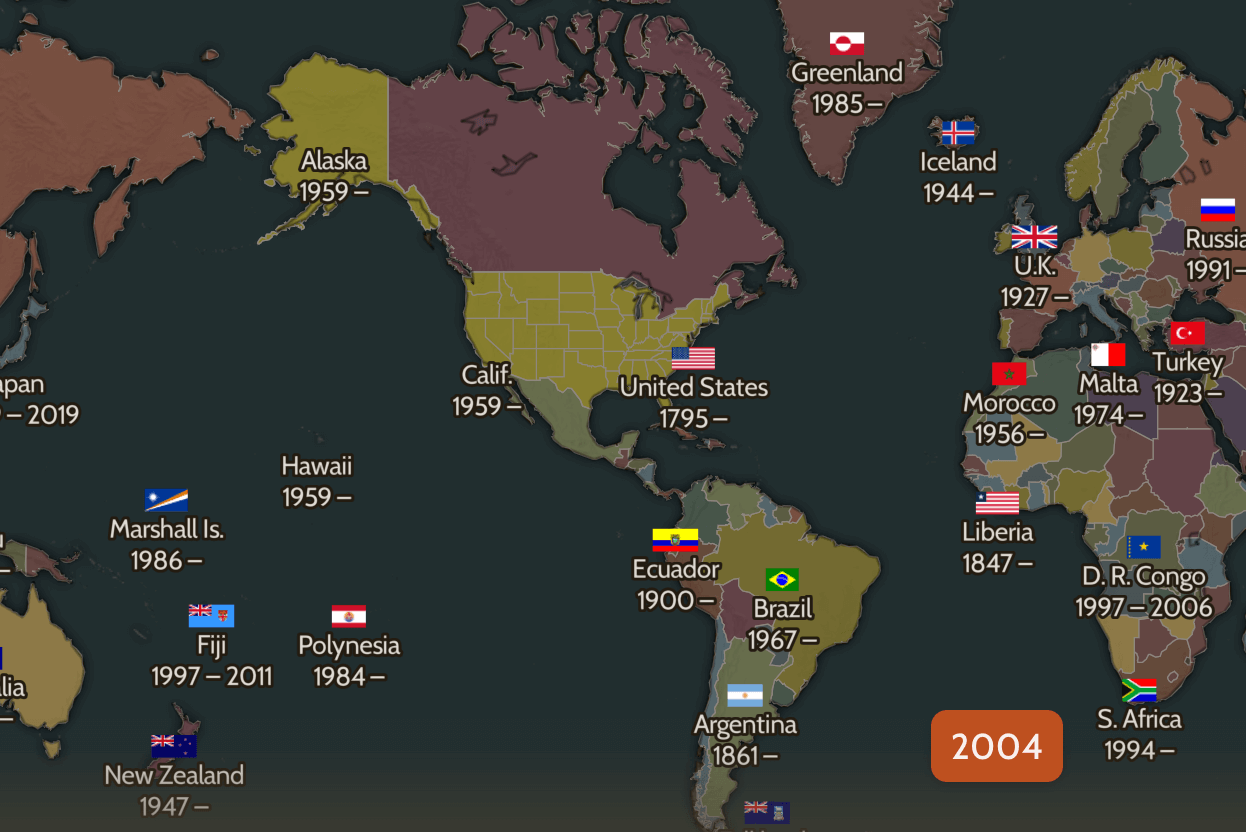 Greenland
1985 –
Iceland
1944 –
Alaska
1959 –
U.K.
1927 –
Russia
1991 –
Calif.
1959 –
United States
1795 –
Morocco
1956 –
Malta
1974 –
Turkey
1923 –
– 2019
Hawaii
1959 –
Marshall Is.
1986 –
Ecuador
1900 –
Brazil
1967 –
Liberia
1847 –
D. R. Congo
1997 – 2006
Fiji
1997 – 2011
Polynesia
1984 –
Argentina
1861 –
S. Africa
1994 –
New Zealand
1947 –
2004